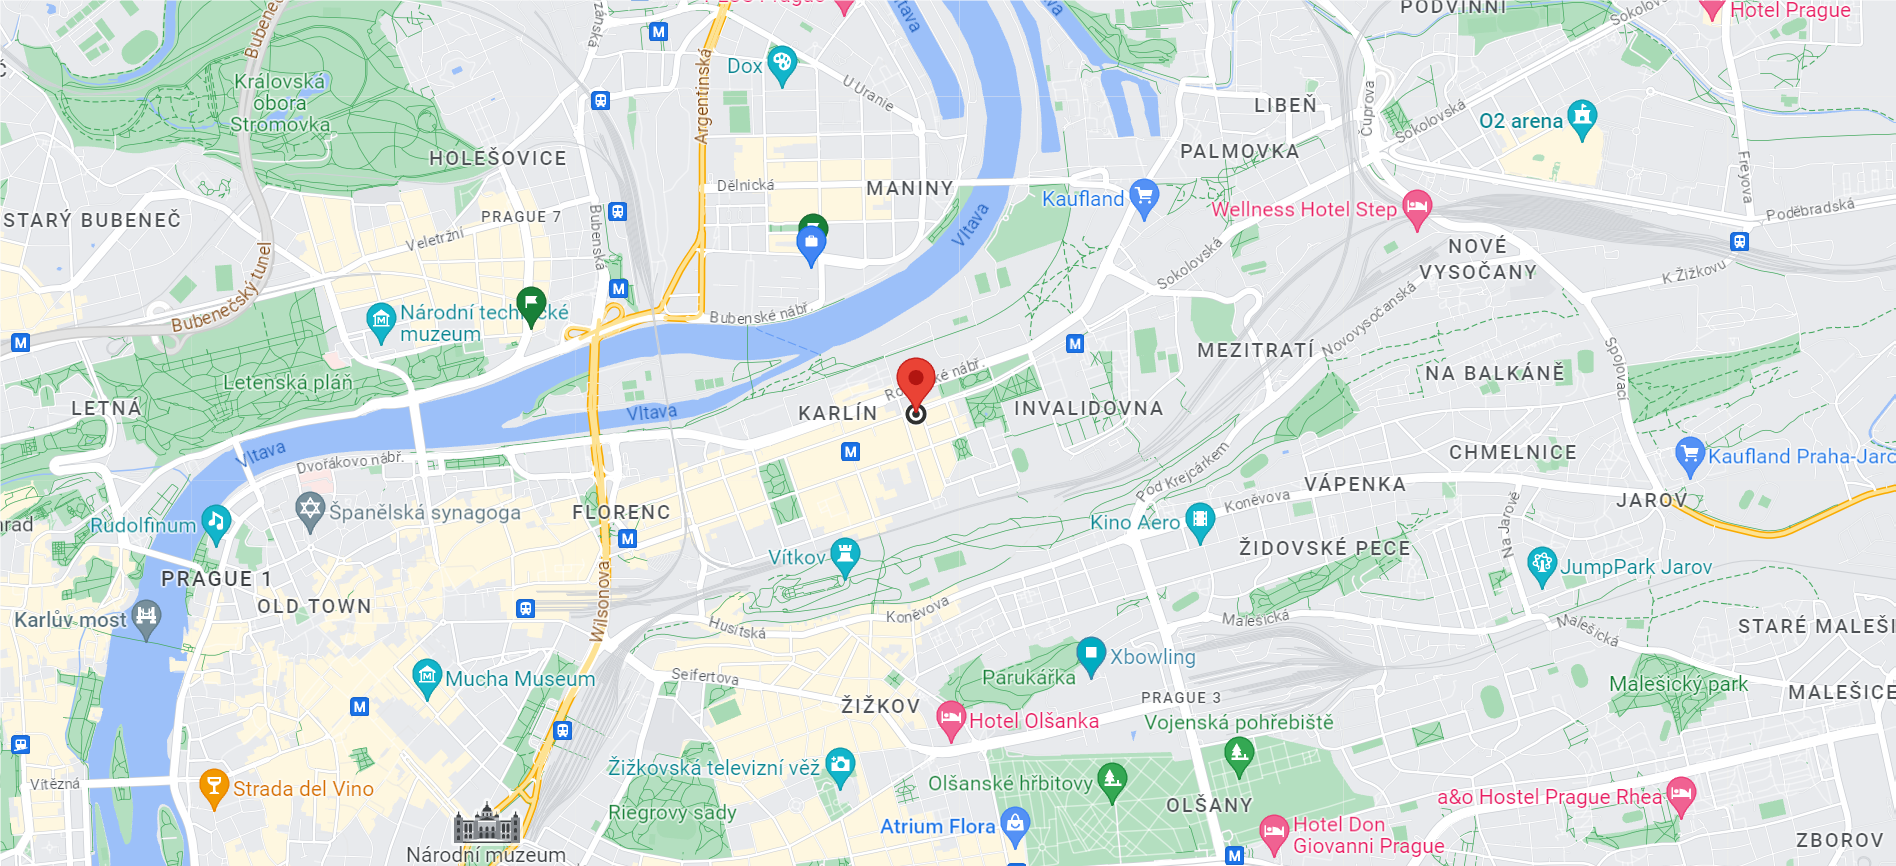 PODVINNÍ
Hotel Prague
Sokolovská
Bubenečský tunel
Vltava
Vltava
M
Dox
U Uranie
Argentinská
Královská
obora
Stromovka
HOLEŠOVICE
LIBEŇ
Čuprova
Sokolovská
O2 arena
PALMOVKA
Freyova
Dělnická
MANINY
Kaufland
Wellness Hotel Step
Poděbradská
STARÝ BUBENEČ
PRAGUE 7
Veletržní
Bubenská
Vltava
Sokolovská
NOVÉ
VYSOČANY
K Žižkovu
Bubenečský tunel
M
Národní technické
muzeum
Bubenské nábř.
Novovysočanská
M
M
MEZITRATÍ
Spojovací
NA BALKÁNĚ
Letenská pláň
LETNÁ
Vltava
KARLÍN
INVALIDOVNA
Vltava
Dvořákovo nábř.
M
CHMELNICE
Kaufland Praha-Jaro
Pod Krejcárkem
Koněvova
VÁPENKA
JAROV
Španělská synagoga
FLORENC
Rudolfinum
Kino Aero
Na Jarově
M
Vítkov
ŽIDOVSKÉ PECE
JumpPark Jarov
PRAGUE 1
OLD TOWN
Wilsonova
Karlův most
Husitská
Koněvova
Malešická
Malešická
STARÉ MALEŠI
Mucha Museum
Seifertova
Xbowling
Parukářka
PRAGUE 3
Malešický park
MALEŠICE
M
ŽIŽKOV
Hotel Olšanka
Vojenská pohřebiště
Žižkovská televizní věž
Vítězná
Strada del Vino
Olšanské hřbitovy
OLŠANY
a&o Hostel Prague Rhea
Riegrovy sady
Atrium Flora
Hotel Don
Giovanni Prague
ZBOROV
Národní muzeum
M